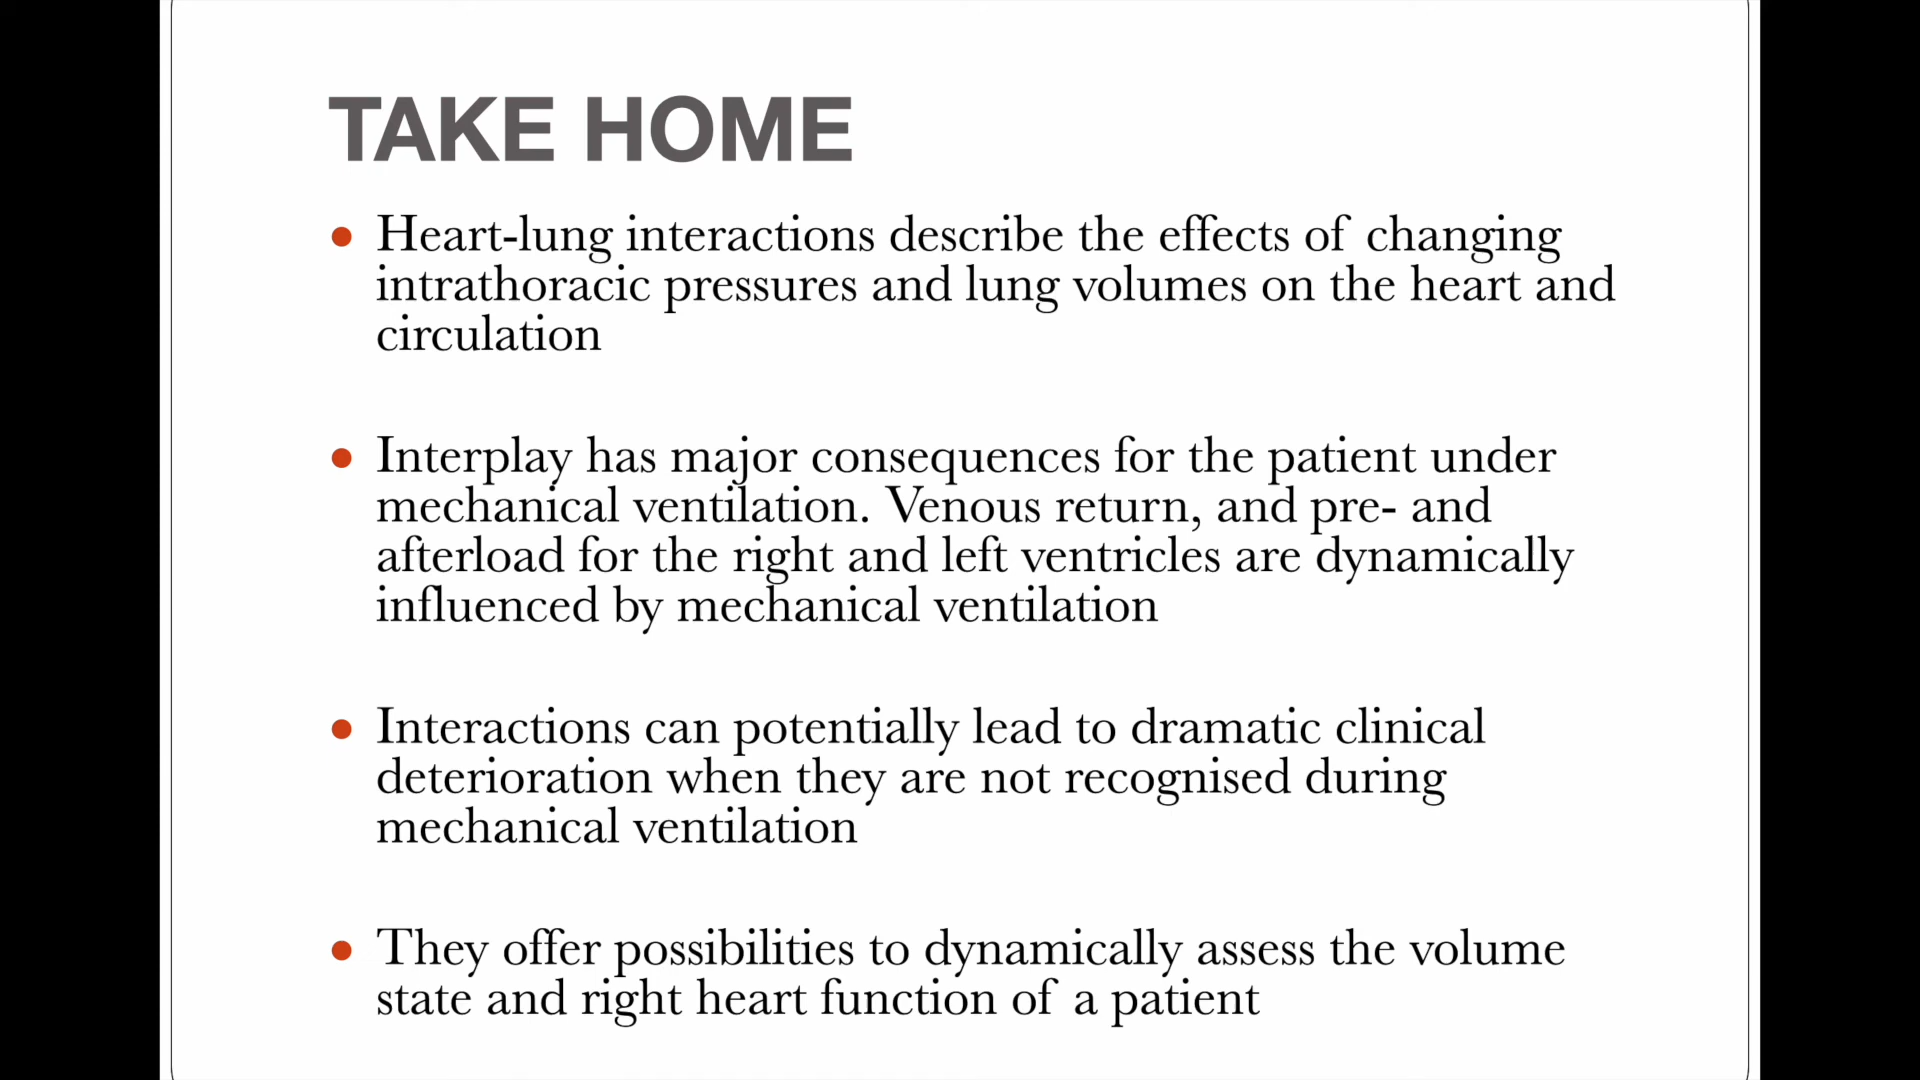 TAKE HOME
• Heart-lung interactions describe the effects of changing
intrathoracic pressures and lung volumes on the heart and
circulation
• Interplay has major consequences for the patient under
mechanical ventilation. Venous return, and pre- and
afterload for the right and left ventricles are dynamically
influenced by mechanical ventilation
• Interactions can potentially lead to dramatic clinical
deterioration when they are not recognised during
mechanical ventilation
• They offer possibilities to dynamically assess the volume
state and right heart function of a patient